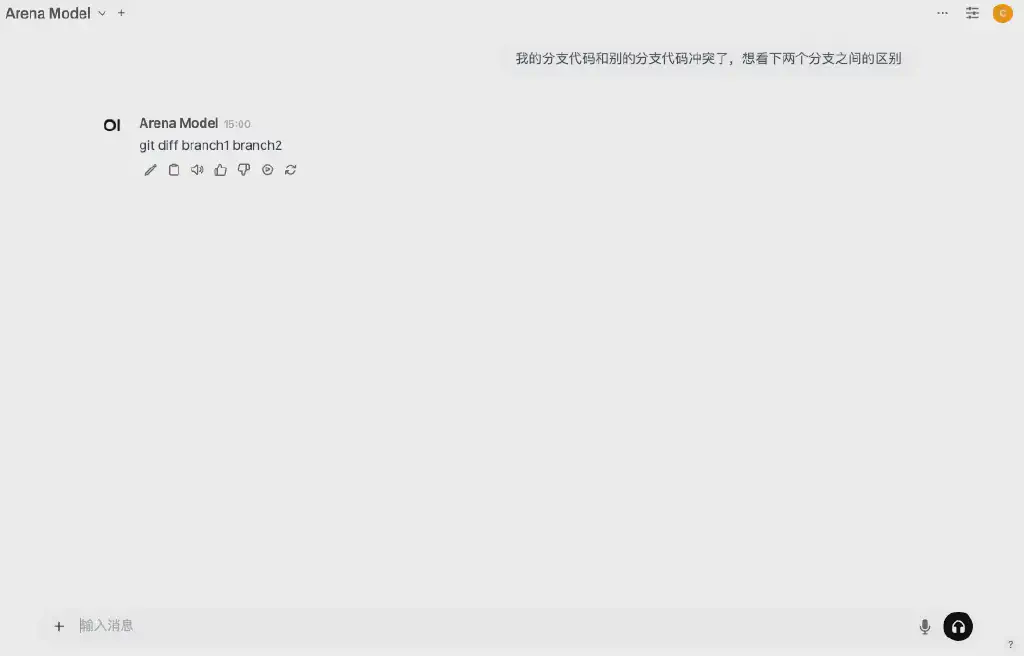 Arena Model
我的分支代码和别的分支代码冲突了，想看下两个分支之间的区别
OI
Arena Model 15:00
git diff branch1 branch2
输入消息
C
?